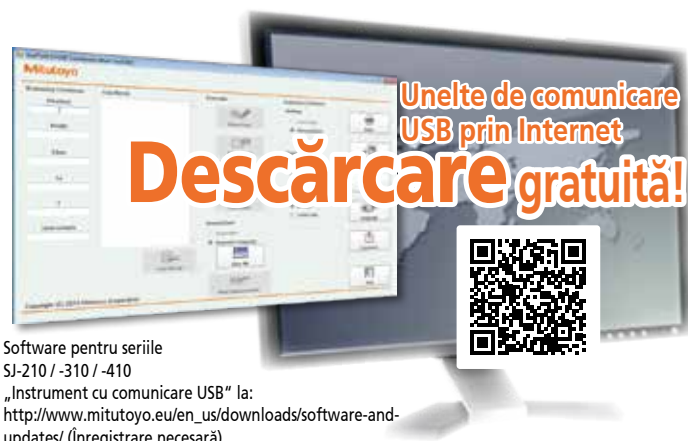 Mitutoyo
Unelte de comunicare
USB prin Internet
Descărcare gratuită!
Software pentru seriile
SJ-210 / -310 / -410
„Instrument cu comunicare USB“ la:
http://www.mitutoyo.eu/en_us/downloads/software-and-
updates/ (Înregistrare necesară)